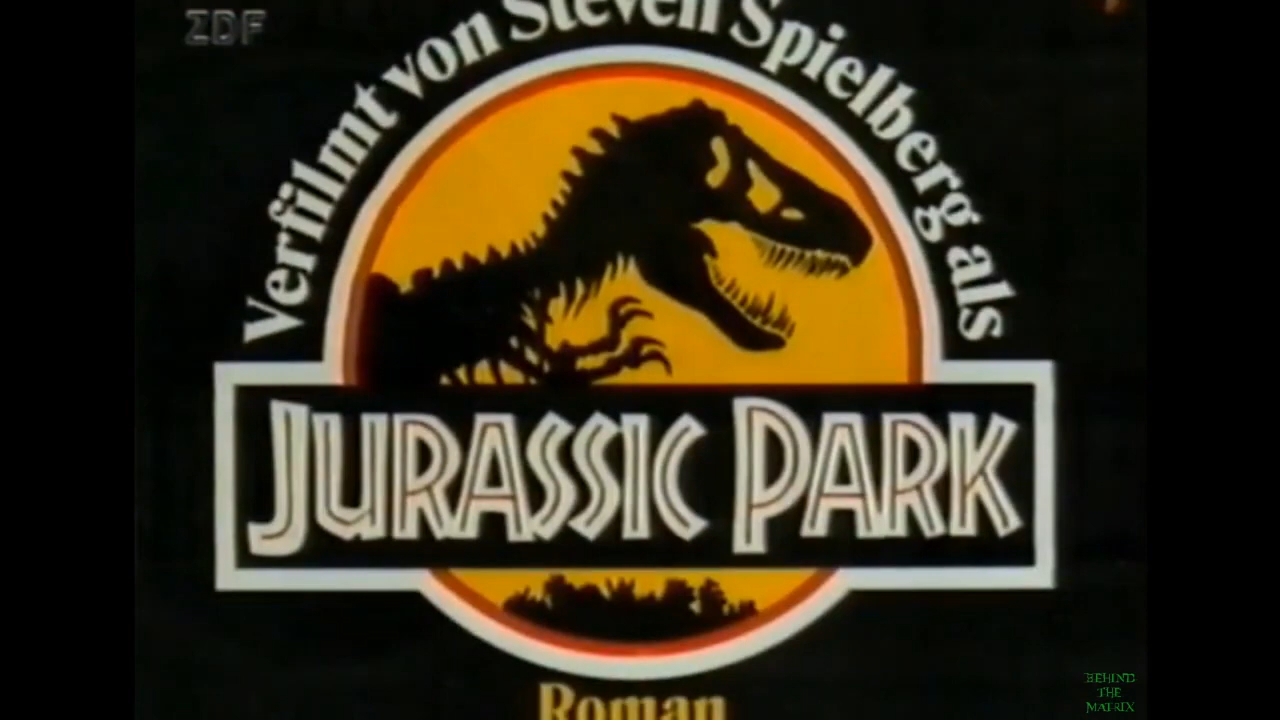 ZDF
Verfilmt von Steven Spielberg als
JURASSIC PARK
Roman
BEHIND
THE
MATRIX